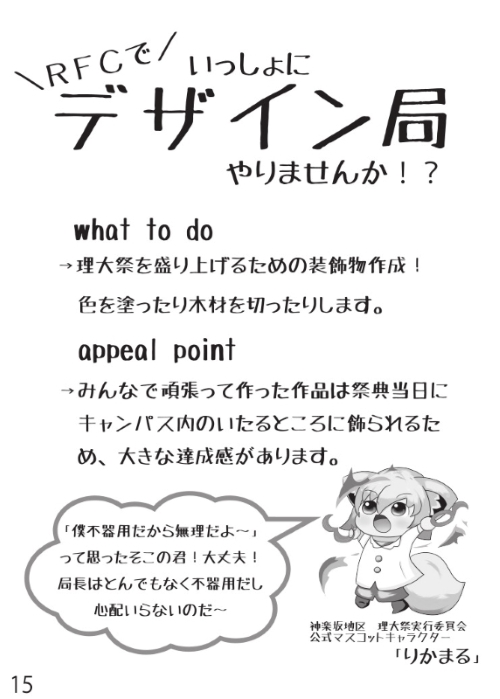 \RFCで/
いっしょに
デザイン局
やりませんか！？
what to do
→理大祭を盛り上げるための装飾物作成！
色を塗ったり木材を切ったりします。
appeal point
→みんなで頑張って作った作品は祭典当日に
キャンパス内のいたるところに飾られるた
め、大きな達成感があります。
「僕不器用だから無理だよ～」
って思ったそこの君！大丈夫！
局長はとんでもなく不器用だし
心配いらないのだ～
神楽坂地区　理大祭実行委員会
公式マスコットキャラクター
「りかまる」
15